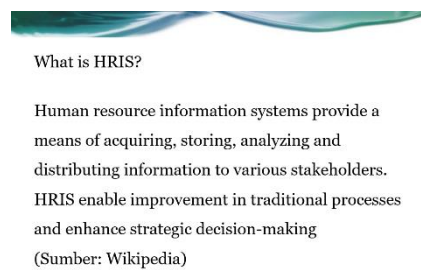 What is HRIS?
Human resource information systems provide a
means of acquiring, storing, analyzing and
distributing information to various stakeholders.
HRIS enable improvement in traditional processes
and enhance strategic decision-making
(Sumber: Wikipedia)